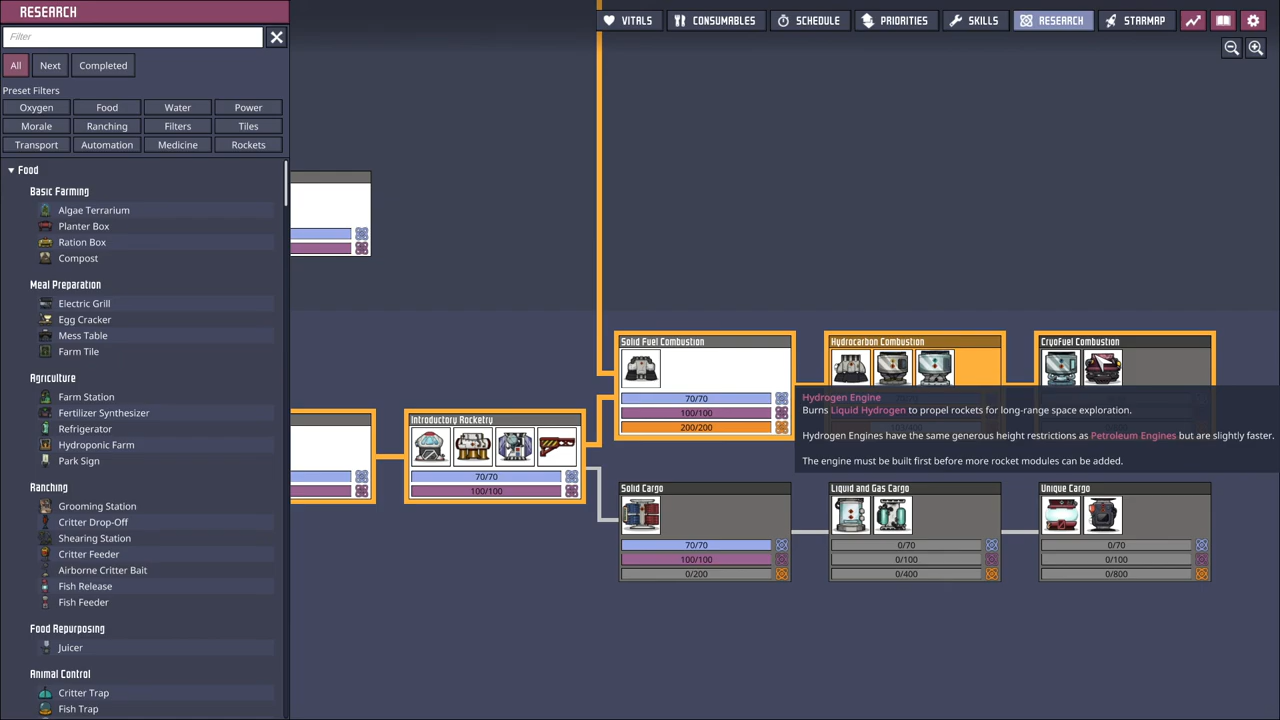 RESEARCH
VITALS
CONSUMABLES
SCHEDULE
PRIORITIES
SKILLS
RESEARCH
STARMAP
Filter
All
Next
Completed
Preset Filters
Oxygen
Food
Water
Power
Morale
Ranching
Filters
Tiles
Transport
Automation
Medicine
Rockets
Food
Basic Farming
Algae Terrarium
Planter Box
Ration Box
Compost
Meal Preparation
Electric Grill
Egg Cracker
Mess Table
Farm Tile
Agriculture
Farm Station
Fertilizer Synthesizer
Refrigerator
Hydroponic Farm
Park Sign
Ranching
Grooming Station
Critter Drop-Off
Shearing Station
Critter Feeder
Airborne Critter Bait
Fish Release
Fish Feeder
Food Repurposing
Juicer
Animal Control
Critter Trap
Fish Trap
Introductory Rocketry
70/70
100/100
Solid Fuel Combustion
70/70
100/100
200/200
Hydrocarbon Combustion
CryoFuel Combustion
Hydrogen Engine
Burns Liquid Hydrogen to propel rockets for long-range space exploration.
Hydrogen Engines have the same generous height restrictions as Petroleum Engines but are slightly faster.
The engine must be built first before more rocket modules can be added.
Solid Cargo
70/70
100/100
0/200
Liquid and Gas Cargo
0/70
0/100
0/400
Unique Cargo
0/70
0/100
0/800